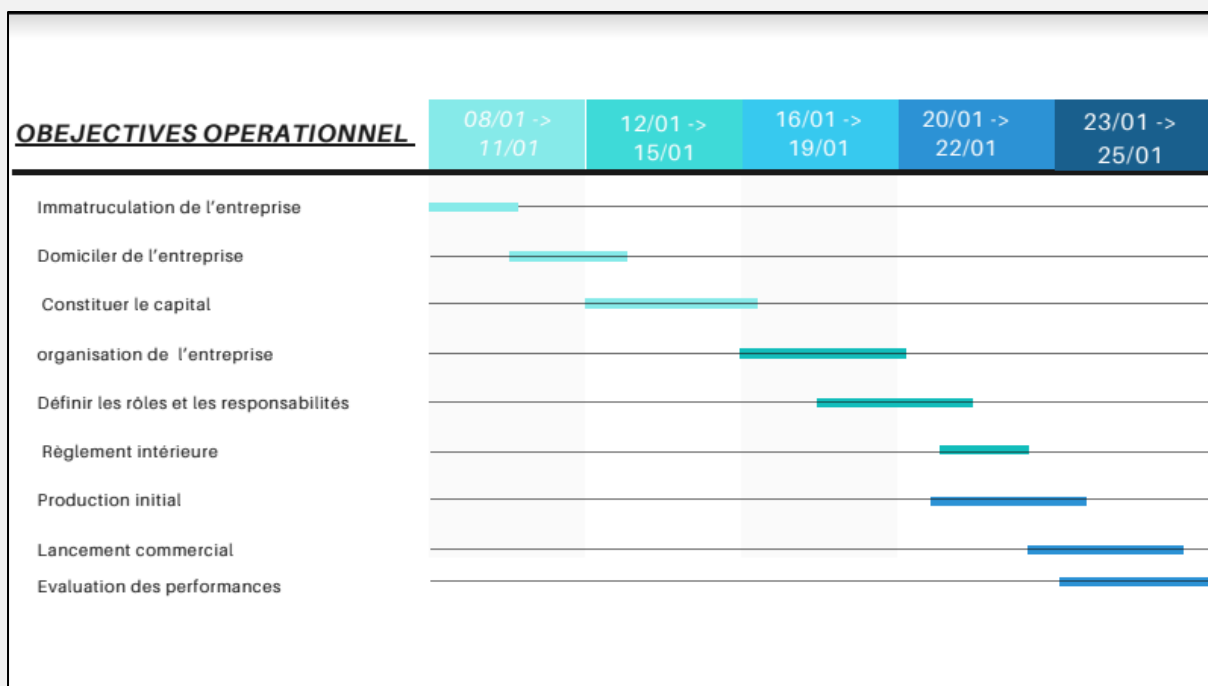 OBEJECTIVES OPERATIONNEL
08/01 ->
11/01
12/01 ->
15/01
16/01 ->
19/01
20/01 ->
22/01
23/01 ->
25/01
Immatruculation de l'entreprise
Domiciler de l'entreprise
Constituer le capital
organisation de l'entreprise
Définir les rôles et les responsabilités
Règlement intérieure
Production initial
Lancement commercial
Evaluation des performances